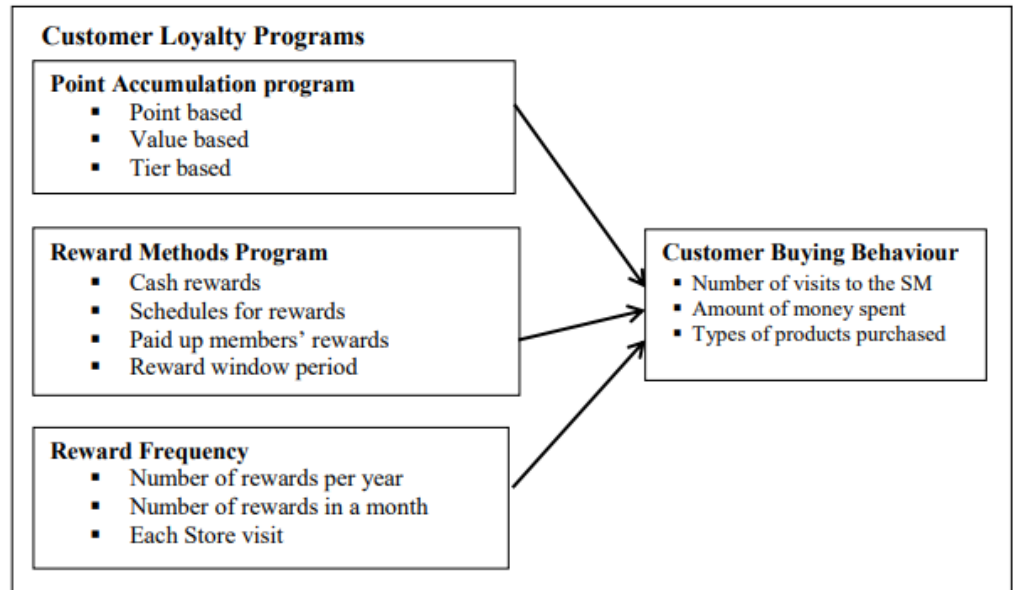 Customer Loyalty Programs
Point Accumulation program
▪ Point based
▪ Value based
▪ Tier based
Reward Methods Program
▪ Cash rewards
▪ Schedules for rewards
▪ Paid up members’ rewards
▪ Reward window period
Reward Frequency
▪ Number of rewards per year
▪ Number of rewards in a month
▪ Each Store visit
Customer Buying Behaviour
▪ Number of visits to the SM
▪ Amount of money spent
▪ Types of products purchased